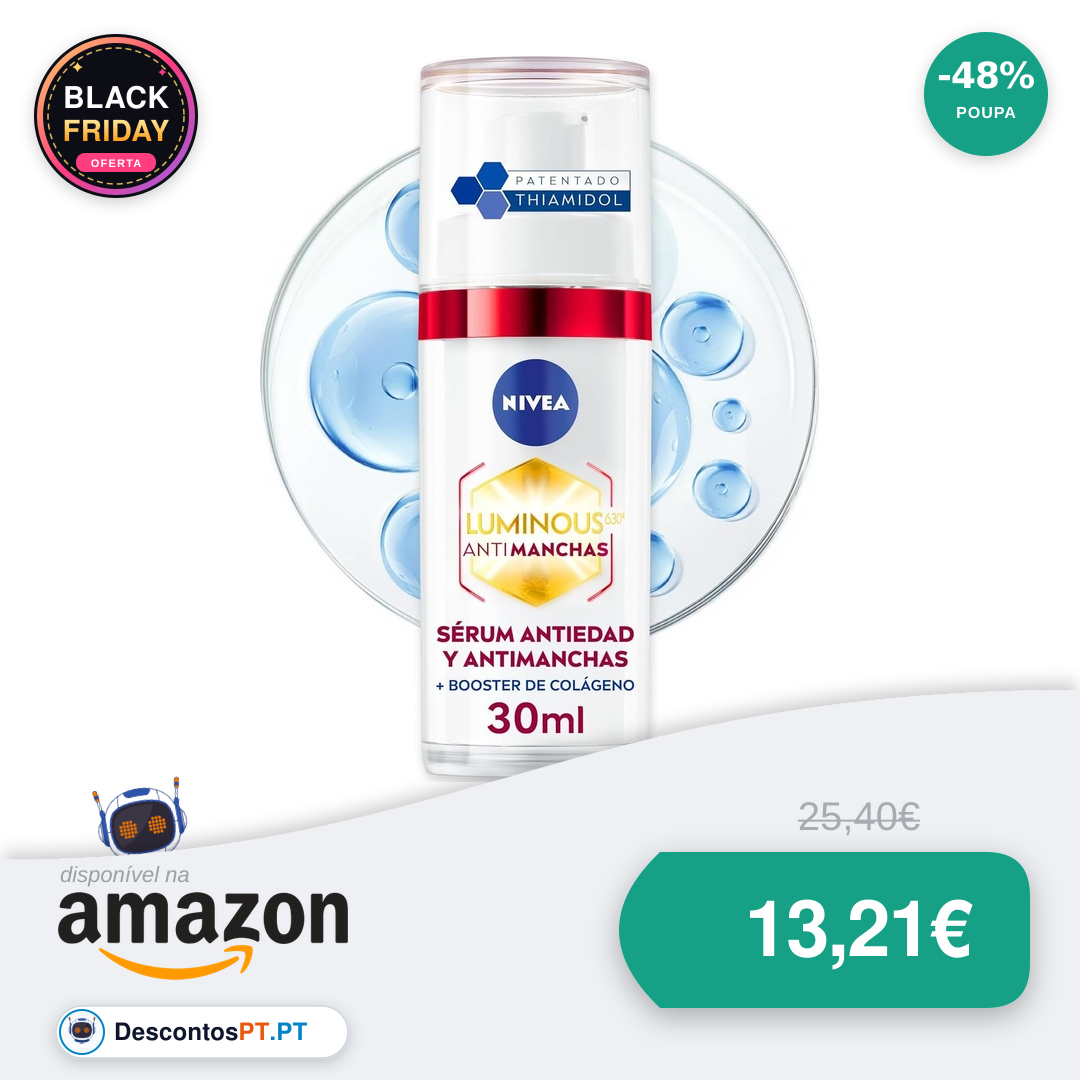 BLACK
FRIDAY
OFERTA
-48%
POUPA
PATENTADO
THIAMIDOL
NIVEA
LUMINOUS630®
ANTIMANCHAS
SÉRUM ANTIEDAD
Y ANTIMANCHAS
+ BOOSTER DE COLÁGENO
30ml
25,40€
13,21€
disponível na
amazon
DescontosPT.PT